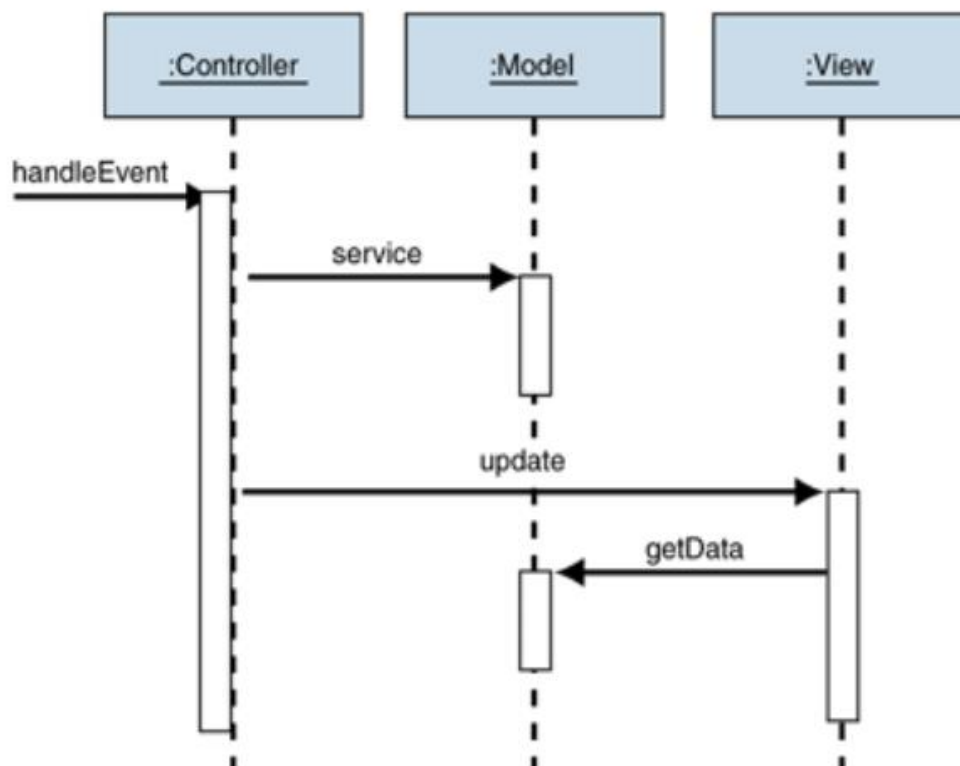 :Controller
:Model
:View
handleEvent
service
update
getData